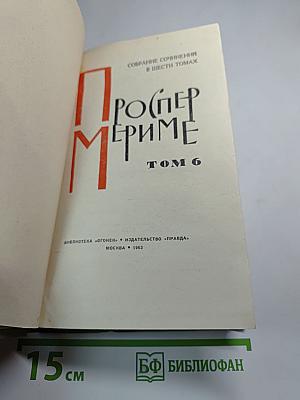 СОБРАНИЕ СОЧИНЕНИЙ
В ШЕСТИ ТОМАХ
ПРОСПЕР
МЕРИМЕ
ТОМ 6
БИБЛИОТЕКА «ОГОНЕК» • ИЗДАТЕЛЬСТВО «ПРАВДА»
МОСКВА • 1963
15 СМ
БФ БИБЛИОФАН